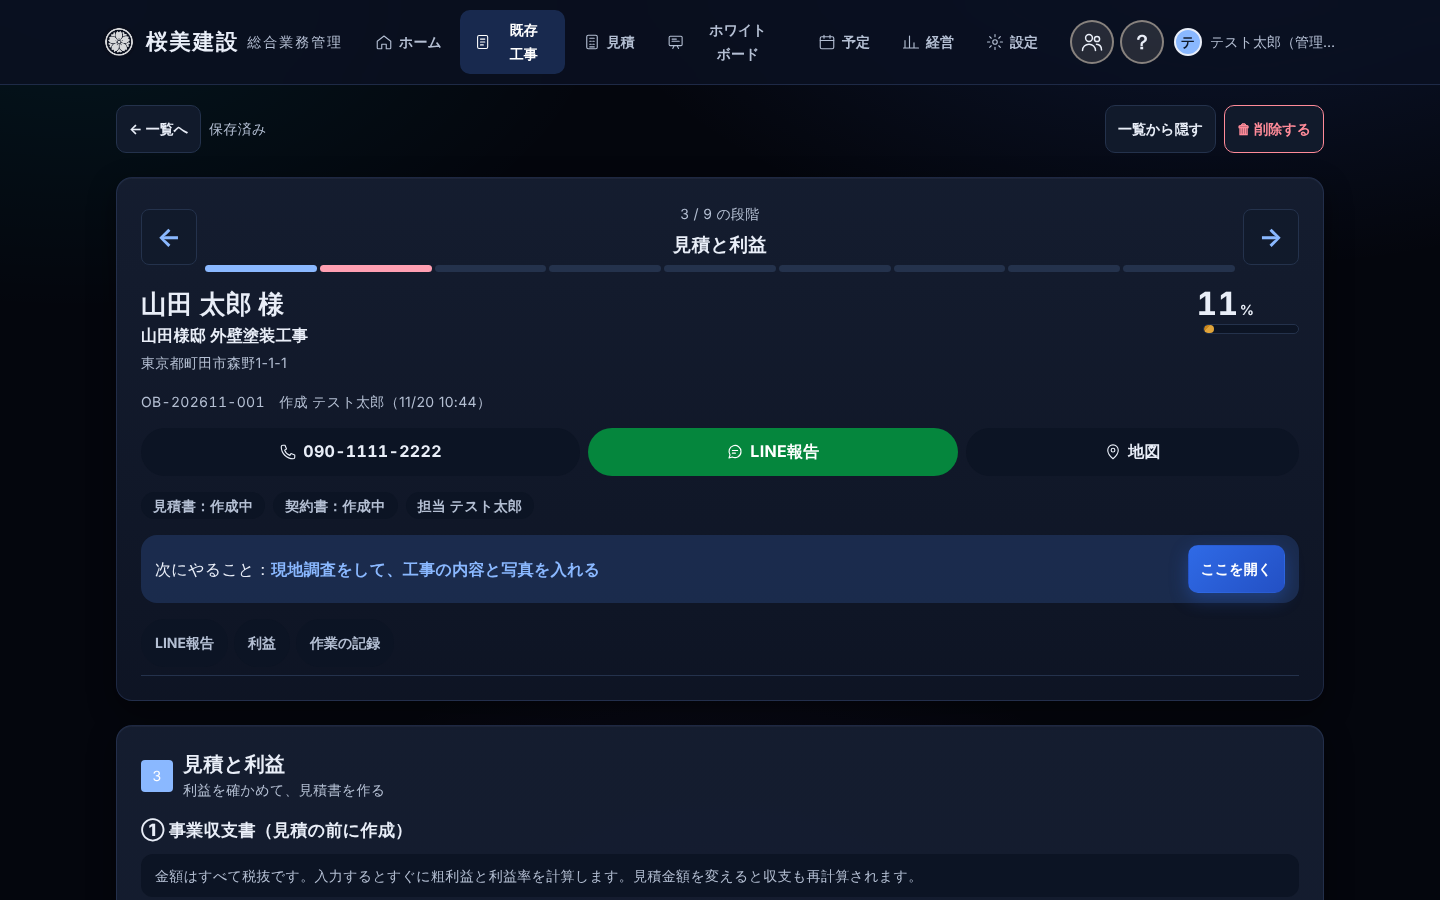 桜美建設 総合業務管理 ホーム 既存工事 見積 ホワイトボード 予定 経営 設定 ? テ テスト太郎（管理...
← 一覧へ 保存済み 一覧から隠す 削除する
3 / 9 の段階
← 見積と利益 →
山田 太郎 様 11%
山田様邸 外壁塗装工事
東京都町田市森野1-1-1
OB-202611-001 作成 テスト太郎（11/20 10:44）
090-1111-2222 LINE報告 地図
見積書：作成中 契約書：作成中 担当 テスト太郎
次にやること：現地調査をして、工事の内容と写真を入れる ここを開く
LINE報告 利益 作業の記録
3 見積と利益
利益を確かめて、見積書を作る
① 事業収支書（見積の前に作成）
金額はすべて税抜です。入力するとすぐに粗利益と利益率を計算します。見積金額を変えると収支も再計算されます。